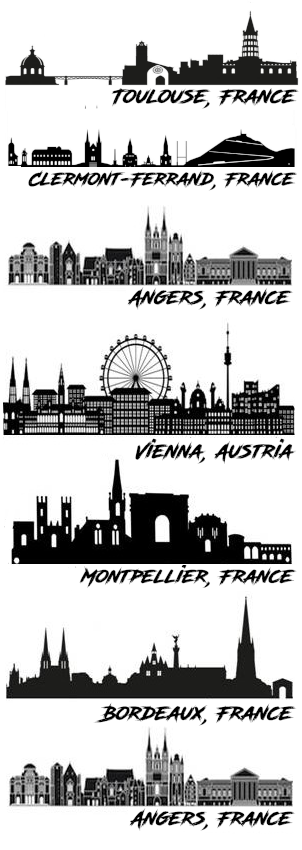 TOULOUSE, FRANCE
CLERMONT-FERRAND, FRANCE
ANGERS, FRANCE
VIENNA, AUSTRIA
MONTPELLIER, FRANCE
BORDEAUX, FRANCE
ANGERS, FRANCE